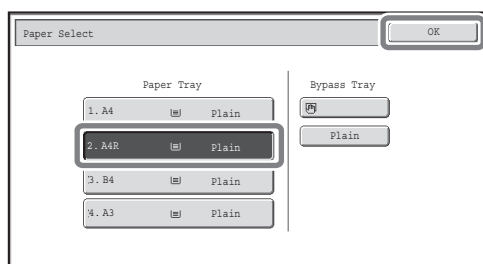 Paper Select
OK
Paper Tray
1. A4 Plain
2. A4R Plain
3. B4 Plain
4. A3 Plain
Bypass Tray
Plain